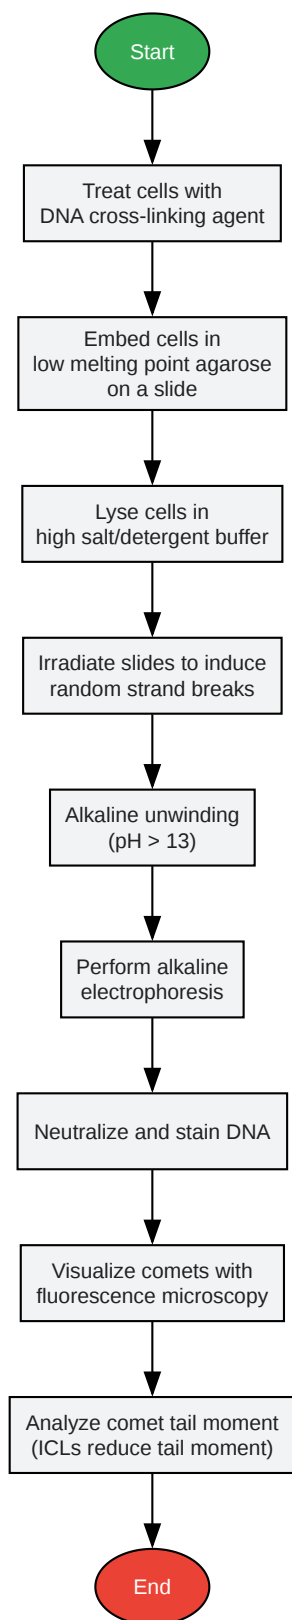 Start
Treat cells with
DNA cross-linking agent
Embed cells in
low melting point agarose
on a slide
Lyse cells in
high salt/detergent buffer
Irradiate slides to induce
random strand breaks
Alkaline unwinding
(pH > 13)
Perform alkaline
electrophoresis
Neutralize and stain DNA
Visualize comets with
fluorescence microscopy
Analyze comet tail moment
(ICLs reduce tail moment)
End